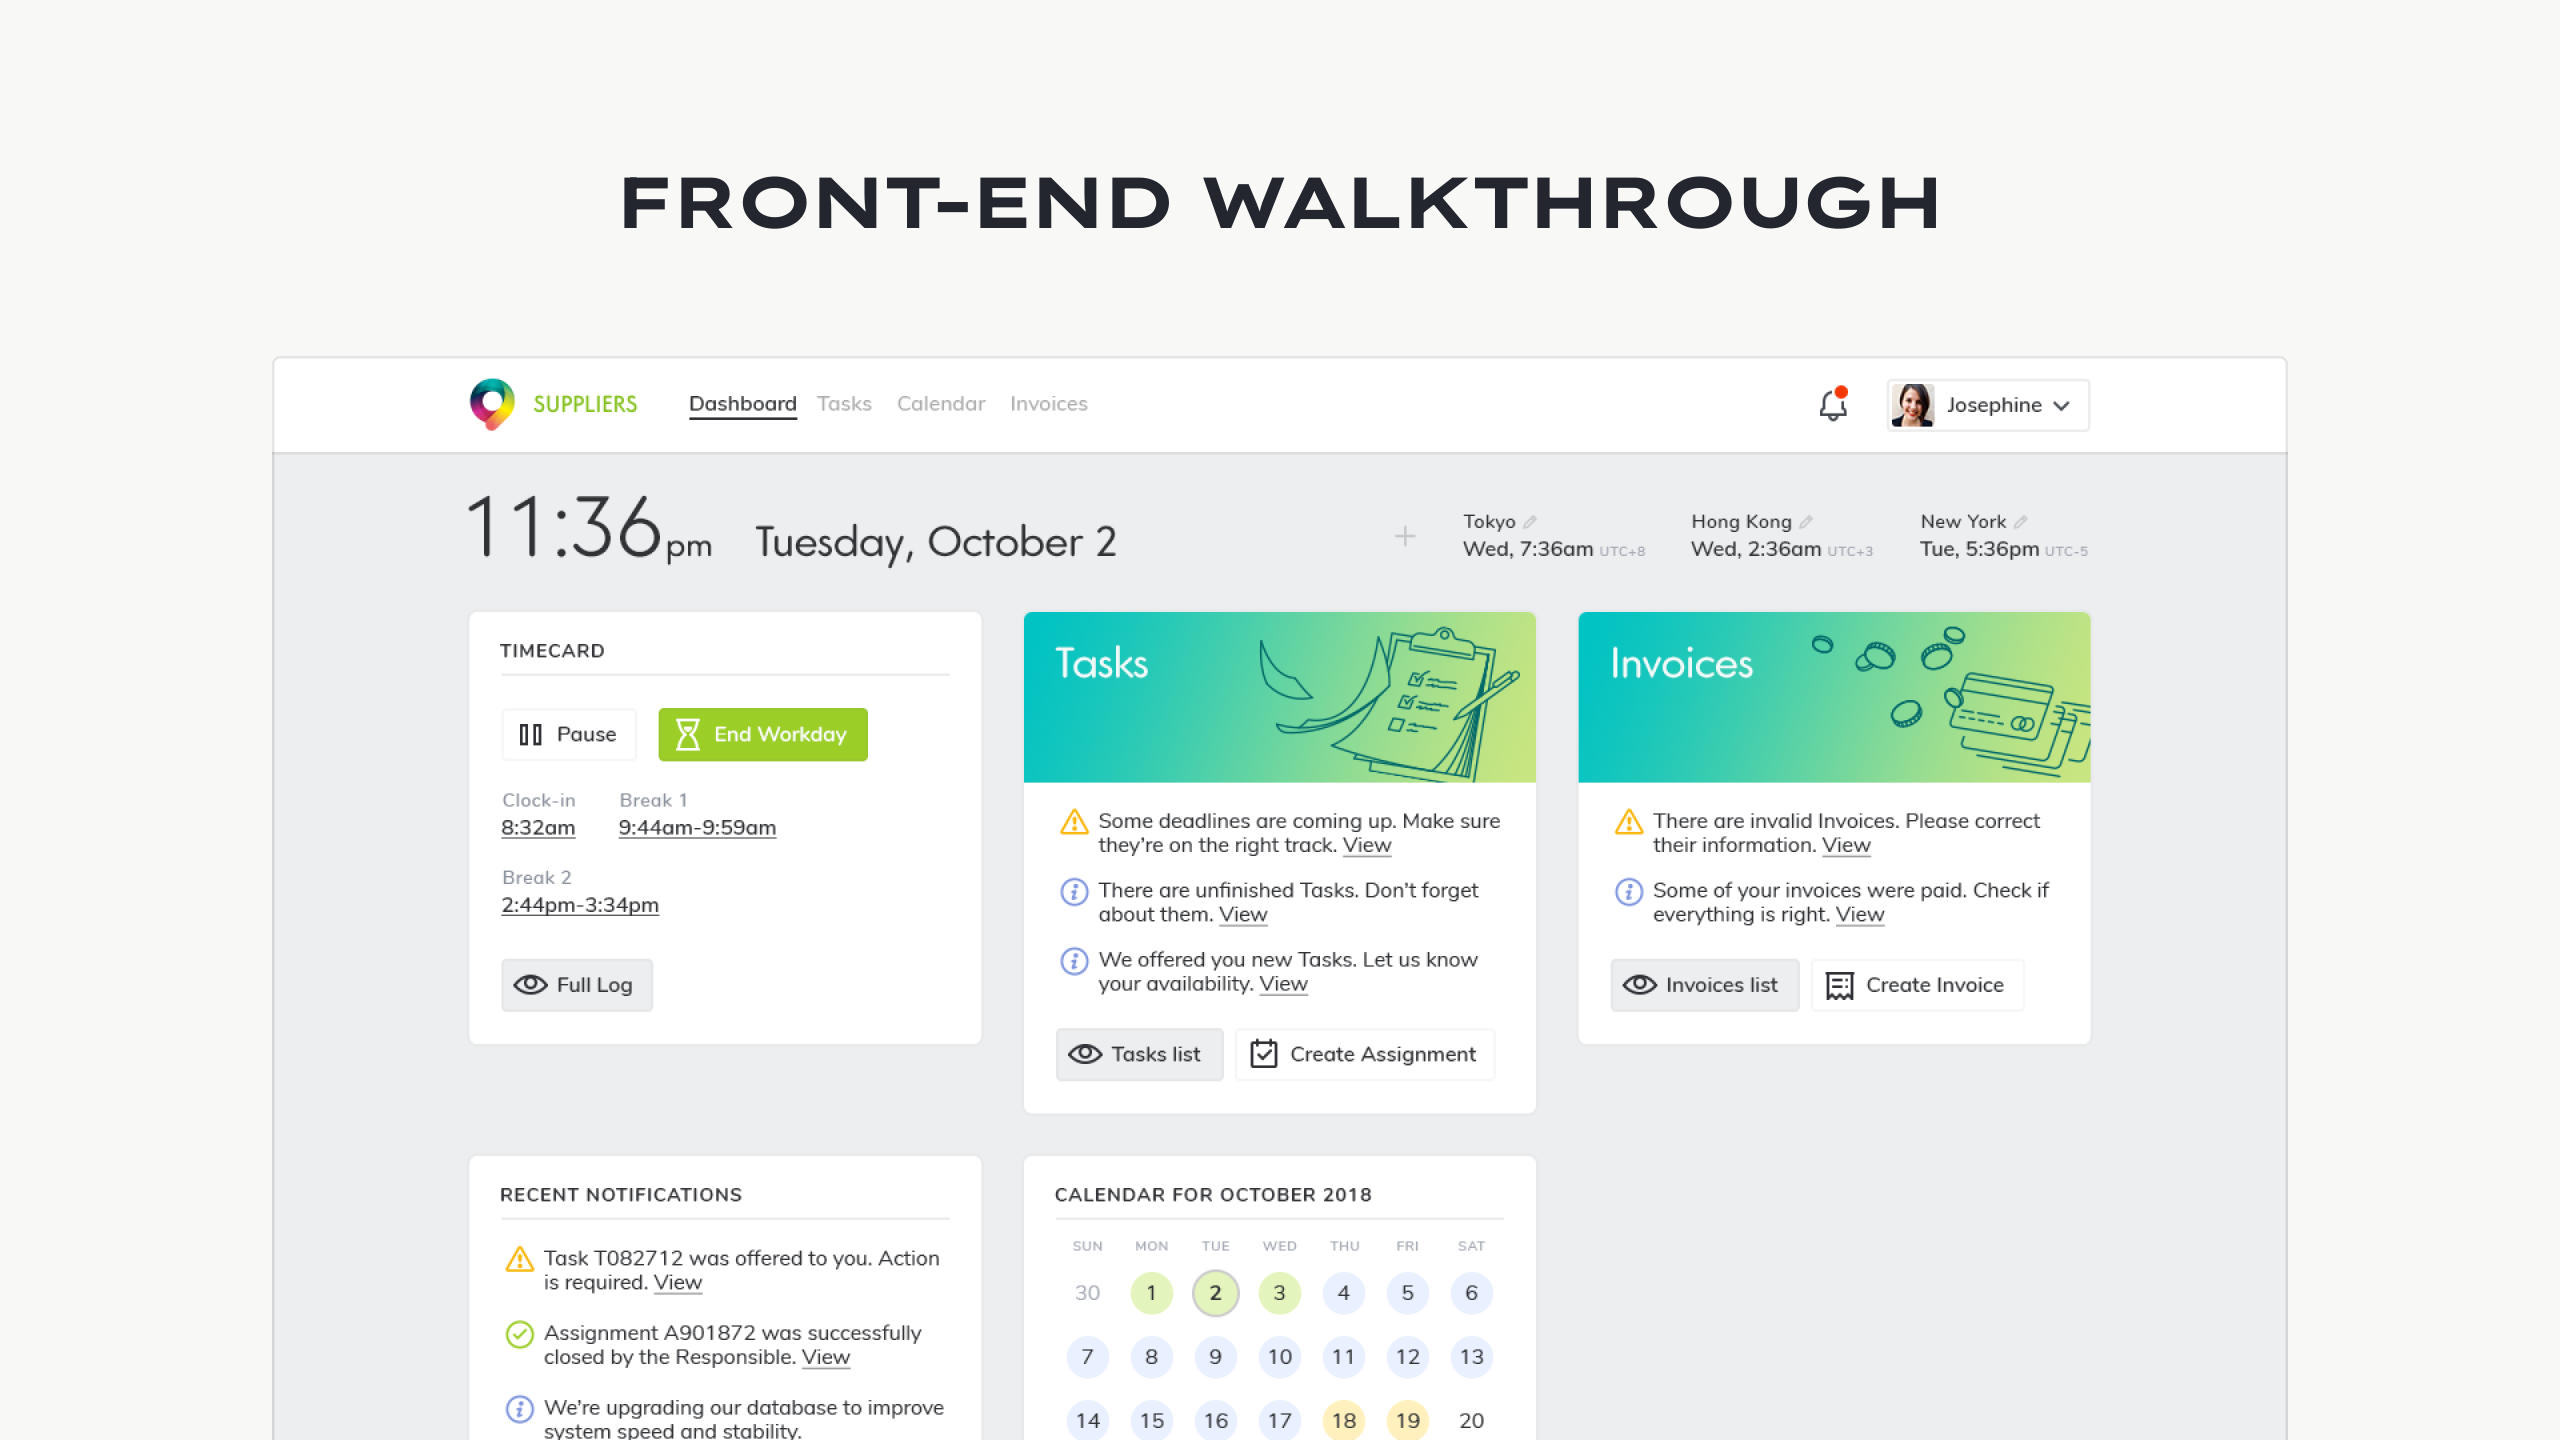 FRONT-END WALKTHROUGH
SUPPLIERS
Dashboard
Tasks
Calendar
Invoices
Josephine
11:36pm
Tuesday, October 2
Tokyo
Wed, 7:36am UTC+8
Hong Kong
Wed, 2:36am UTC+3
New York
Tue, 5:36pm UTC-5
TIMECARD
Pause
End Workday
Clock-in
8:32am
Break 1
9:44am-9:59am
Break 2
2:44pm-3:34pm
Full Log
Tasks
Some deadlines are coming up. Make sure
they're on the right track. View
There are unfinished Tasks. Don't forget
about them. View
We offered you new Tasks. Let us know
your availability. View
Tasks list
Create Assignment
Invoices
There are invalid Invoices. Please correct
their information. View
Some of your invoices were paid. Check if
everything is right. View
Invoices list
Create Invoice
RECENT NOTIFICATIONS
Task T082712 was offered to you. Action
is required. View
Assignment A901872 was successfully
closed by the Responsible. View
We're upgrading our database to improve
system speed and stability.
CALENDAR FOR OCTOBER 2018
SUN MON TUE WED THU FRI SAT
30 1 2 3 4 5 6
7 8 9 10 11 12 13
14 15 16 17 18 19 20